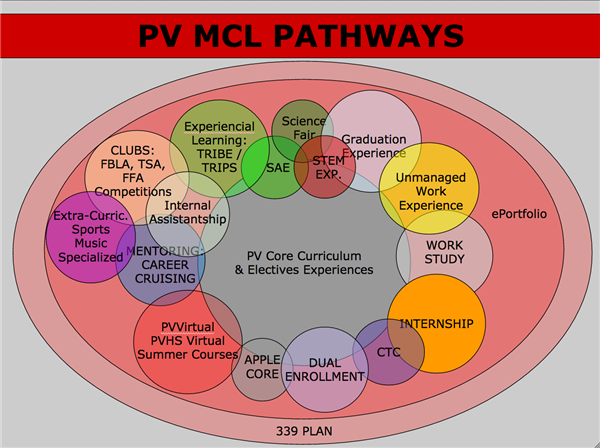 PV MCL PATHWAYS
Science
Fair
Experiencial
Learning:
TRIBE /
TRIPS
Graduation
Experience
CLUBS:
FBLA, TSA,
FFA
Competitions
SAE
STEM
EXP.
Unmanaged
Work
Experience
Internal
Assistantship
ePortfolio
Extra-Curric.
Sports
Music
Specialized
MENTORING:
CAREER
CRUISING
PV Core Curriculum
& Electives Experiences
WORK
STUDY
PVVirtual
PVHS Virtual
Summer Courses
INTERNSHIP
APPLE
CORE
DUAL
ENROLLMENT
CTC
339 PLAN